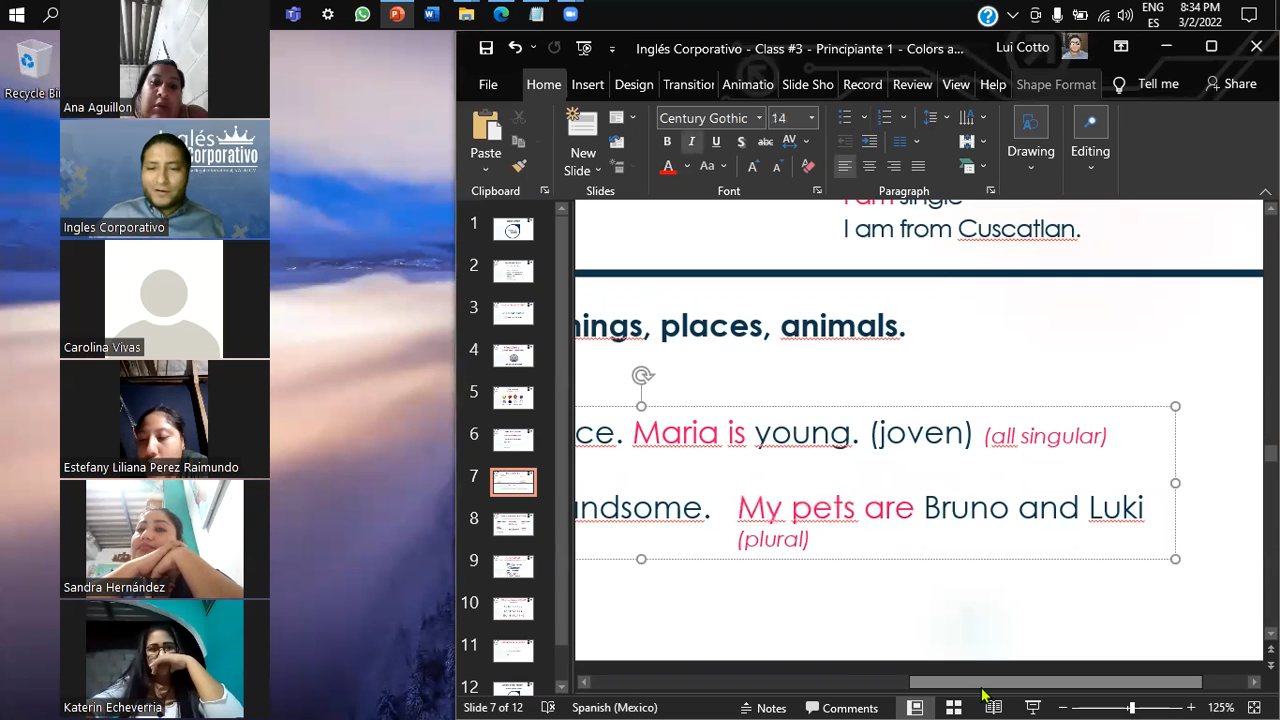 Recycle Bin
Ana Aguillon
Inglés
Corporativo
Ingles Corporativo
Carolina Vivas
Estefany Liliana Perez Raimundo
Sandra Hernández
Katerin Echeverria
ENG
ES
8:34 PM
3/2/2022
Inglés Corporativo - Class #3 - Principiante 1 - Colors a...
Lui Cotto
File Home Insert Design Transition Animatio Slide Sho Record Review View Help Shape Format Tell me Share
Century Gothic 14
Paste
New
Slide
Drawing
Editing
Clipboard Slides Font Paragraph
1
2
3
4
5
6
7
8
9
10
11
12
I am single
I am from Cuscatlan.
hings, places, animals.
ce. Maria is young. (joven) (all singular)
andsome. My pets are Bruno and Luki
(plural)
Slide 7 of 12 Spanish (Mexico) Notes Comments 125%